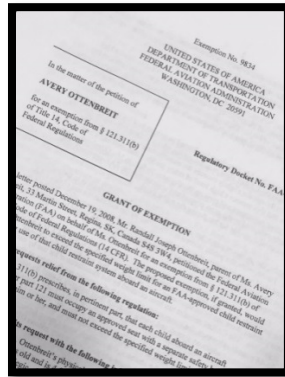 Exemption No. 9824
UNITED STATES OF AMERICA
DEPARTMENT OF TRANSPORTATION
FEDERAL AVIATION ADMINISTRATION
WASHINGTON, DC 20591
In the matter of the petition of
AVERY OTTENBREIT
for an exemption from § 121.311(b)
of Title 14, Code of
Federal Regulations
Regulatory Docket No. FAA
GRANT OF EXEMPTION
letter posted December 19, 2008, Mr. Randall Joseph Ottenbreit, parent of Ms. Avery
33 Martin Street, Regina, SK, Canada S4S 3W4, petitioned the Federal Aviation
(FAA) on behalf of Ms. Ottenbreit for an exemption from § 121.311(b) of
Code of Federal Regulations (14 CFR). The proposed exemption, if granted, would
to exceed the specified weight limit for an FAA-approved child restraint
use of that child restraint system aboard an aircraft.
requests relief from the following regulation:
311(b) prescribes, in pertinent part, that each child aboard an aircraft
part 121 must occupy an approved seat with a separate safety
him or her, and must not exceed the specified weight
request with the following
Ottenbreit's
old and is